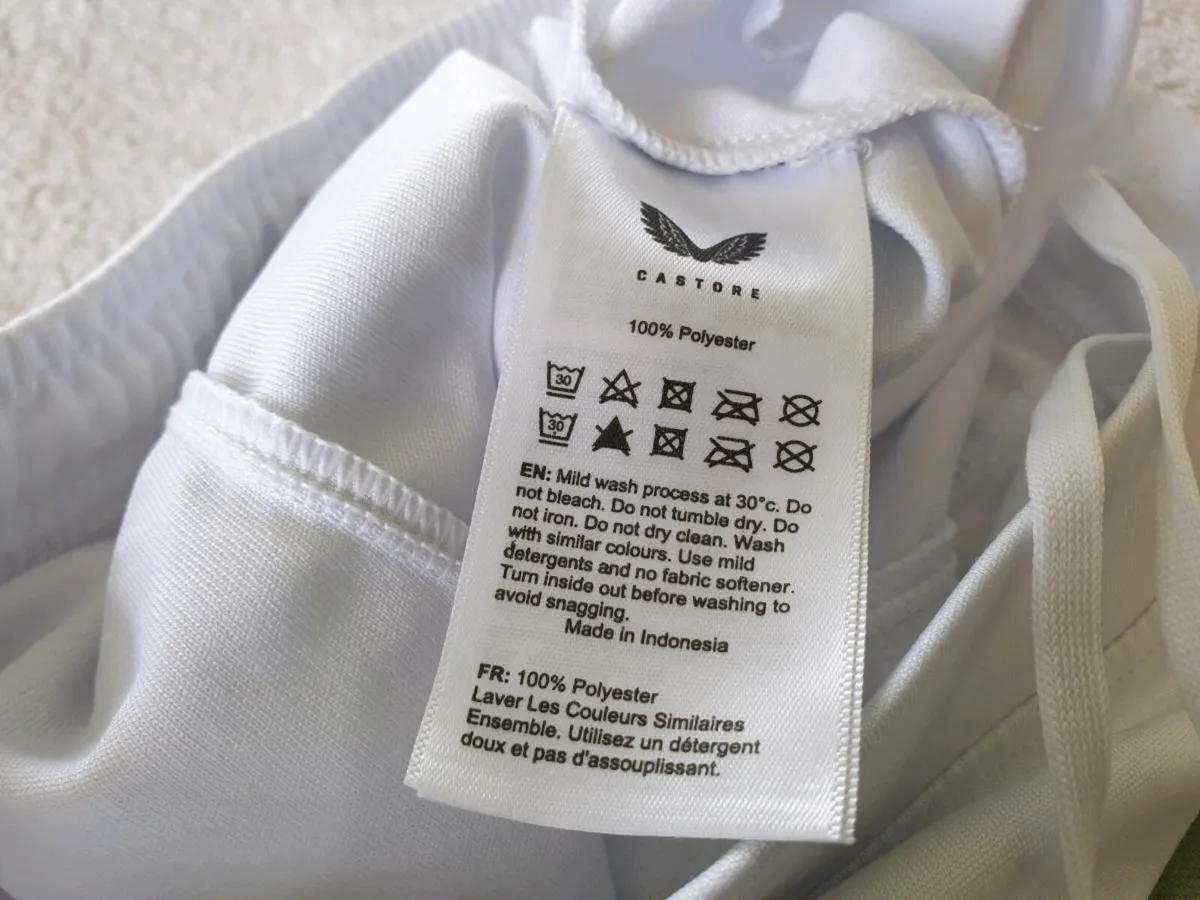 CASTORE
100% Polyester
30
30
EN: Mild wash process at 30°c. Do
not bleach. Do not tumble dry. Do
not iron. Do not dry clean. Wash
with similar colours. Use mild
detergents and no fabric softener.
Turn inside out before washing to
avoid snagging.
Made in Indonesia
FR: 100% Polyester
Laver Les Couleurs Similaires
Ensemble. Utilisez un détergent
doux et pas d'assouplissant.